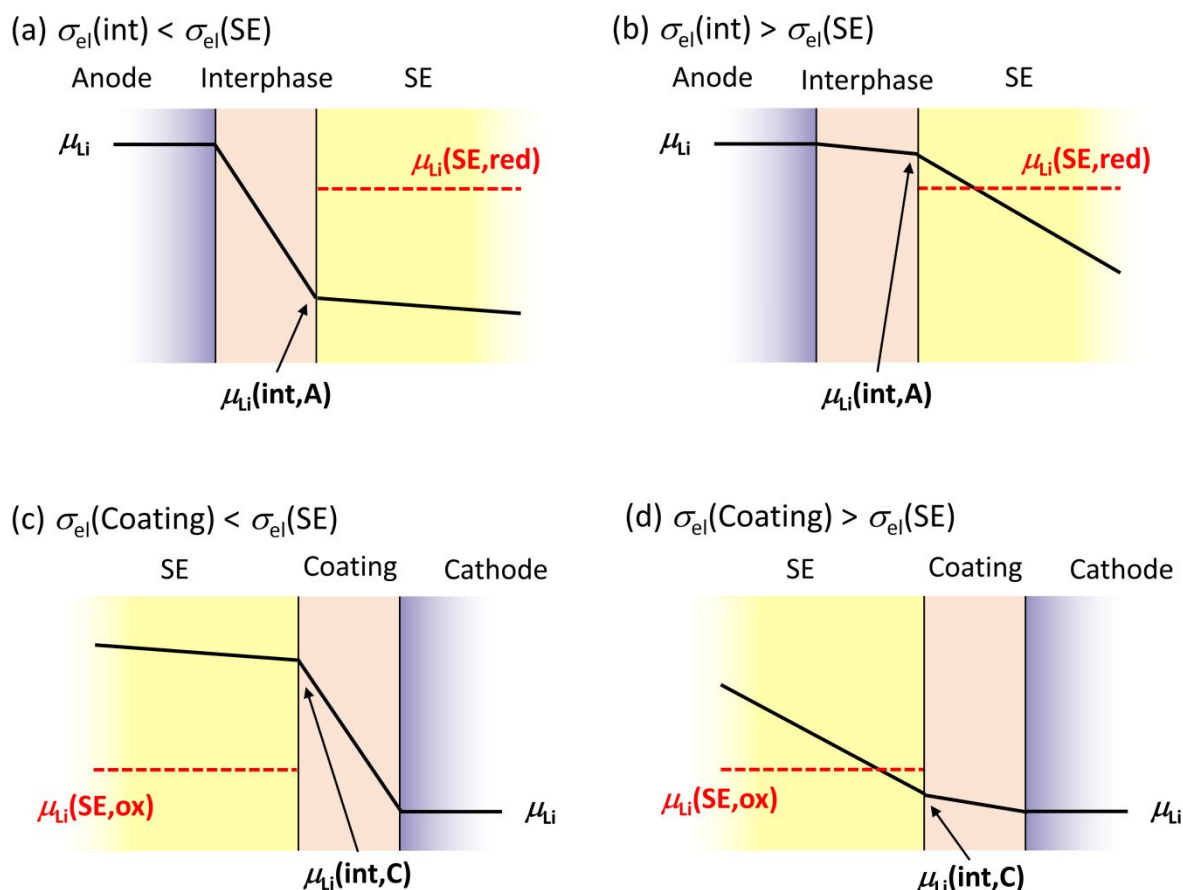 (a) σel(int) < σel(SE)
Anode Interphase SE
μLi
μLi(SE,red)
μLi(int,A)
(b) σel(int) > σel(SE)
Anode Interphase SE
μLi
μLi(SE,red)
μLi(int,A)
(c) σel(Coating) < σel(SE)
SE Coating Cathode
μLi(SE,ox)
μLi
μLi(int,C)
(d) σel(Coating) > σel(SE)
SE Coating Cathode
μLi(SE,ox)
μLi
μLi(int,C)